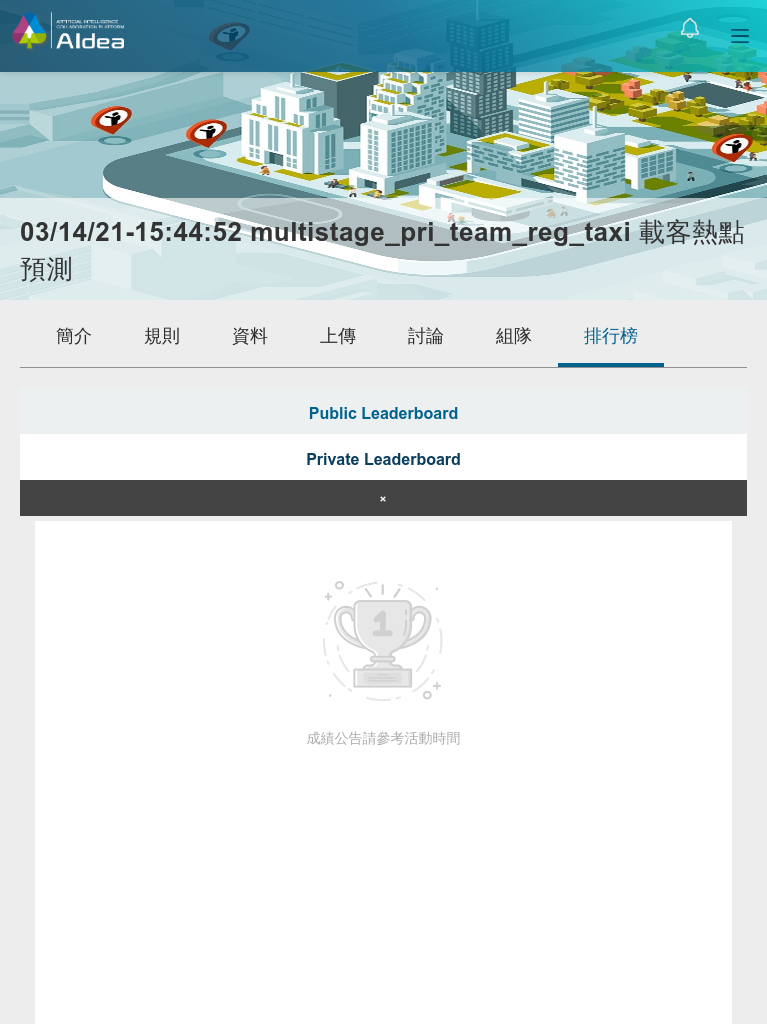 ARTIFICIAL INTELLIGENCE
COLLABORATION PLATFORM
AIdea
03/14/21-15:44:52 multistage_pri_team_reg_taxi 載客熱點
預測
簡介 規則 資料 上傳 討論 組隊 排行榜
Public Leaderboard
Private Leaderboard
×
1
成績公告請參考活動時間